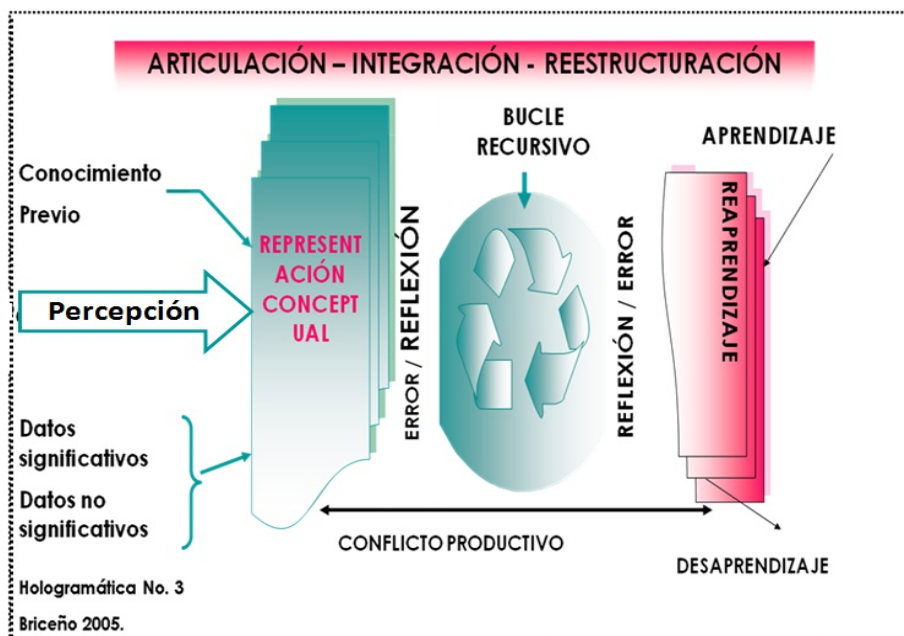 ARTICULACIÓN – INTEGRACIÓN - REESTRUCTURACIÓN
Conocimiento
Previo
Percepción
Datos
significativos
Datos no
significativos
REPRESENT
ACIÓN
CONCEPT
UAL
ERROR / REFLEXIÓN
BUCLE
RECURSIVO
REFLEXIÓN / ERROR
APRENDIZAJE
REAPRENDIZAJE
CONFLICTO PRODUCTIVO
DESAPRENDIZAJE
Hologramática No. 3
Briceño 2005.